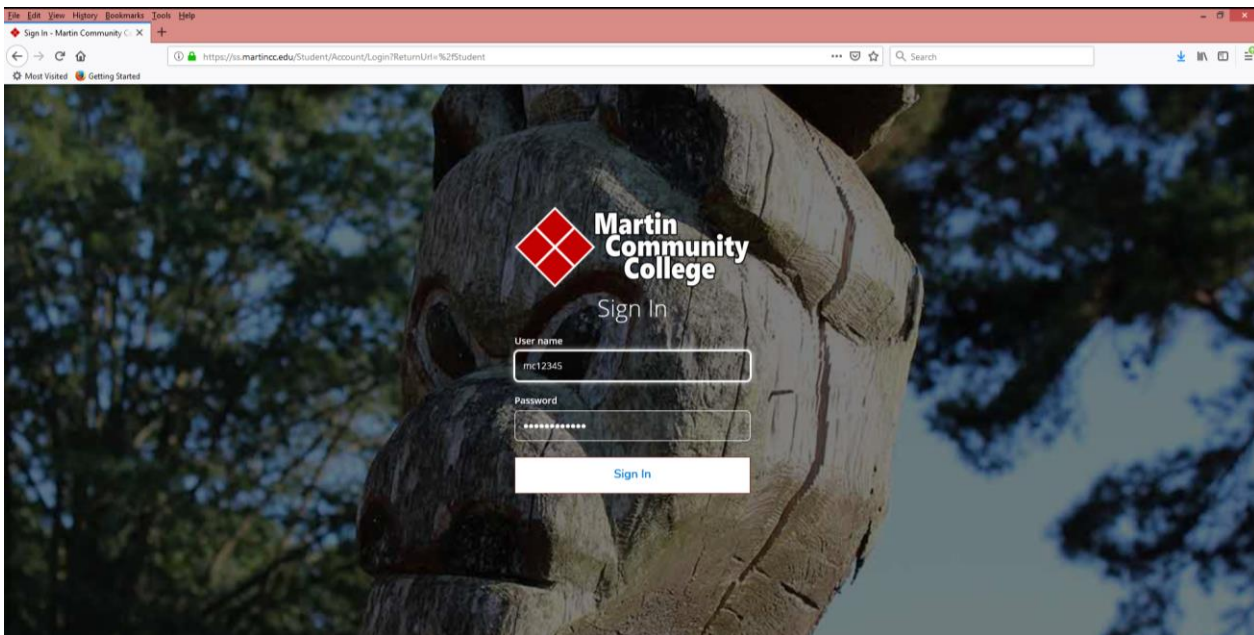 File Edit View History Bookmarks Tools Help
Sign In - Martin Community Co
https://ss.martincc.edu/Student/Account/Login?ReturnUrl=%2fStudent
Search
Most Visited Getting Started
Martin
Community
College
Sign In
User name
mc12345
Password
Sign In